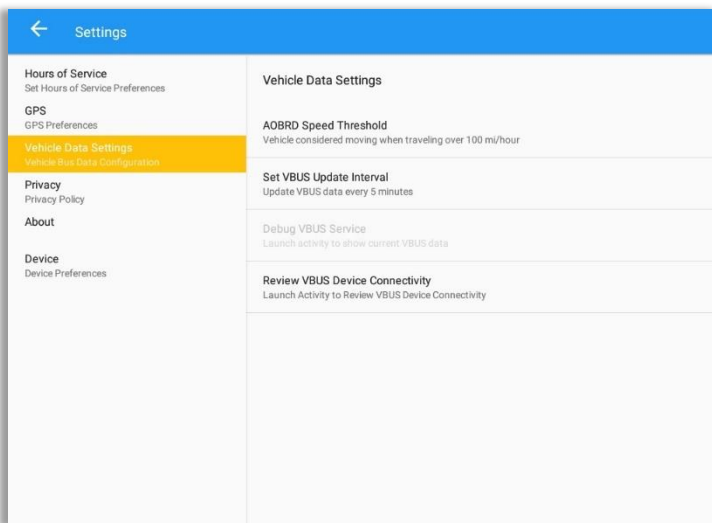 Settings
Hours of Service
Set Hours of Service Preferences
GPS
GPS Preferences
Vehicle Data Settings
Vehicle Bus Data Configuration
Privacy
Privacy Policy
About
Device
Device Preferences
Vehicle Data Settings
AOBRD Speed Threshold
Vehicle considered moving when traveling over 100 mi/hour
Set VBUS Update Interval
Update VBUS data every 5 minutes
Debug VBUS Service
Launch activity to show current VBUS data
Review VBUS Device Connectivity
Launch Activity to Review VBUS Device Connectivity